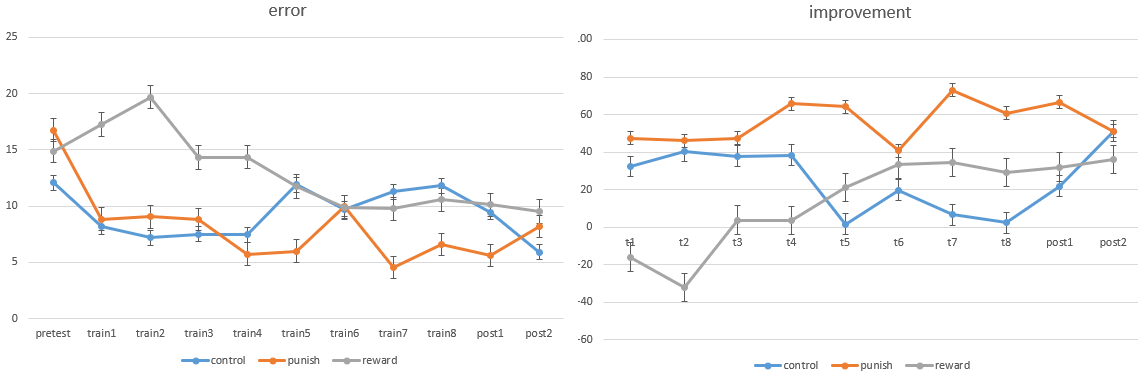 error
25
20
15
10
5
0
pretest train1 train2 train3 train4 train5 train6 train7 train8 post1 post2
control punish reward
improvement
100
80
60
40
20
0
-20
-40
-60
t1 t2 t3 t4 t5 t6 t7 t8 post1 post2
control punish reward